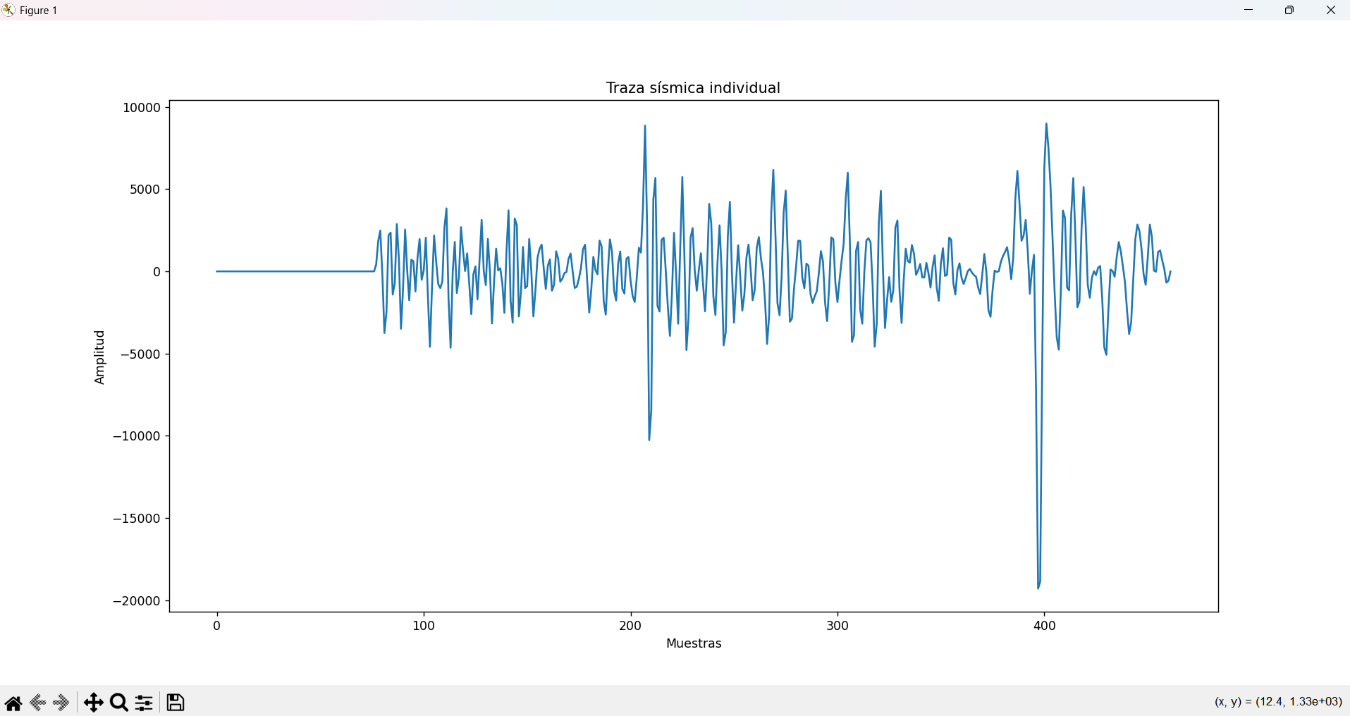 Figure 1
Traza sísmica individual
10000
5000
0
−5000
−10000
−15000
−20000
Amplitud
0 100 200 300 400
Muestras
(x, y) = (12.4, 1.33e+03)